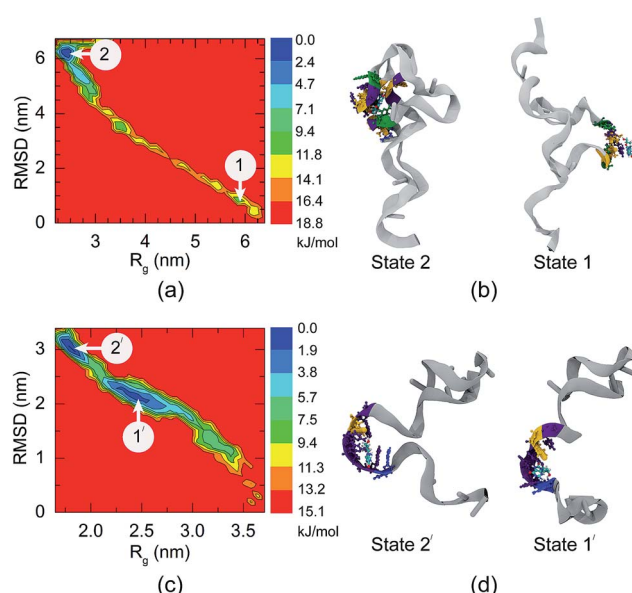 6
4
2
0
RMSD (nm)
3 4 5 6
Rg (nm)
2
1
0.0
2.4
4.7
7.1
9.4
11.8
14.1
16.4
18.8
kJ/mol
(a)
State 2
State 1
(b)
3
2
1
0
RMSD (nm)
2.0 2.5 3.0 3.5
Rg (nm)
2′
1′
0.0
1.9
3.8
5.7
7.5
9.4
11.3
13.2
15.1
kJ/mol
(c)
State 2′
State 1′
(d)